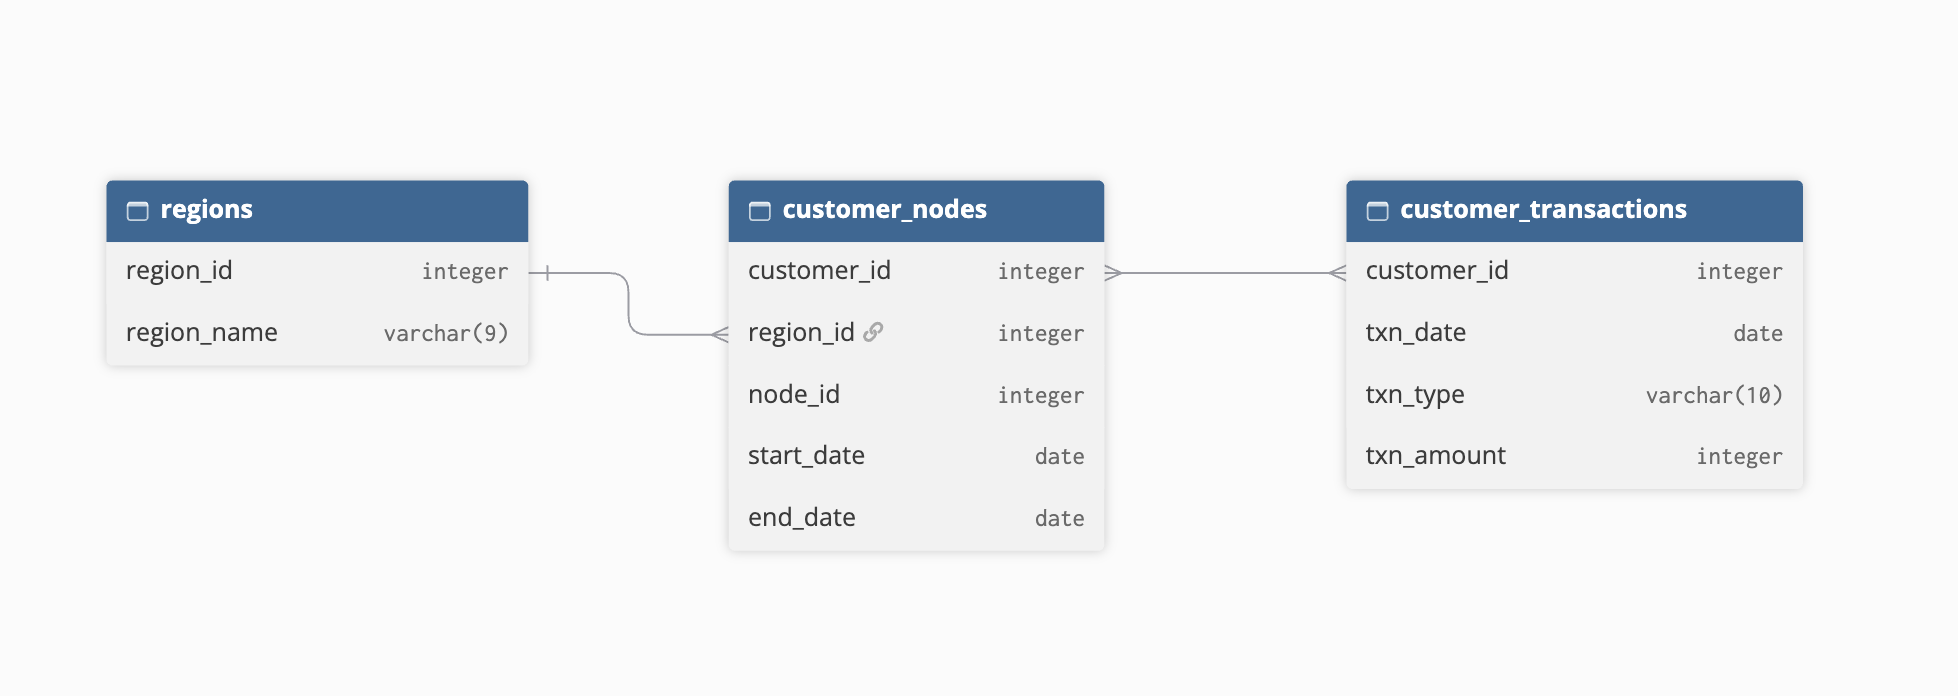 regions
region_id integer
region_name varchar(9)
customer_nodes
customer_id integer
region_id integer
node_id integer
start_date date
end_date date
customer_transactions
customer_id integer
txn_date date
txn_type varchar(10)
txn_amount integer